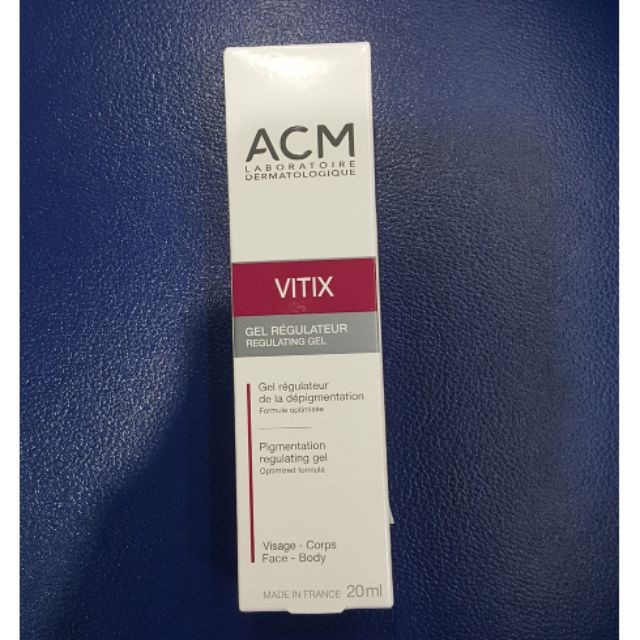 ACM
LABORATOIRE
DERMATOLOGIQUE
VITIX
GEL RÉGULATEUR
REGULATING GEL
Gel régulateur
de la dépigmentation
Formule optimisée
Pigmentation
regulating gel
Optimized formula
Visage - Corps
Face - Body
MADE IN FRANCE 20ml